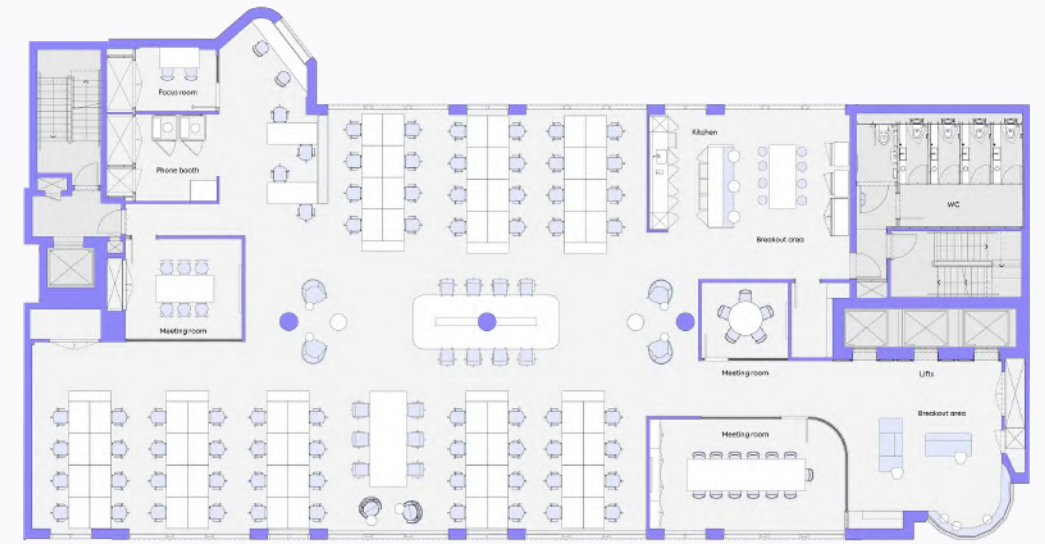 Focus room
Phone booth
Kitchen
Breakout area
WC
Meeting room
Meeting room
Lifts
Breakout area
Meeting room